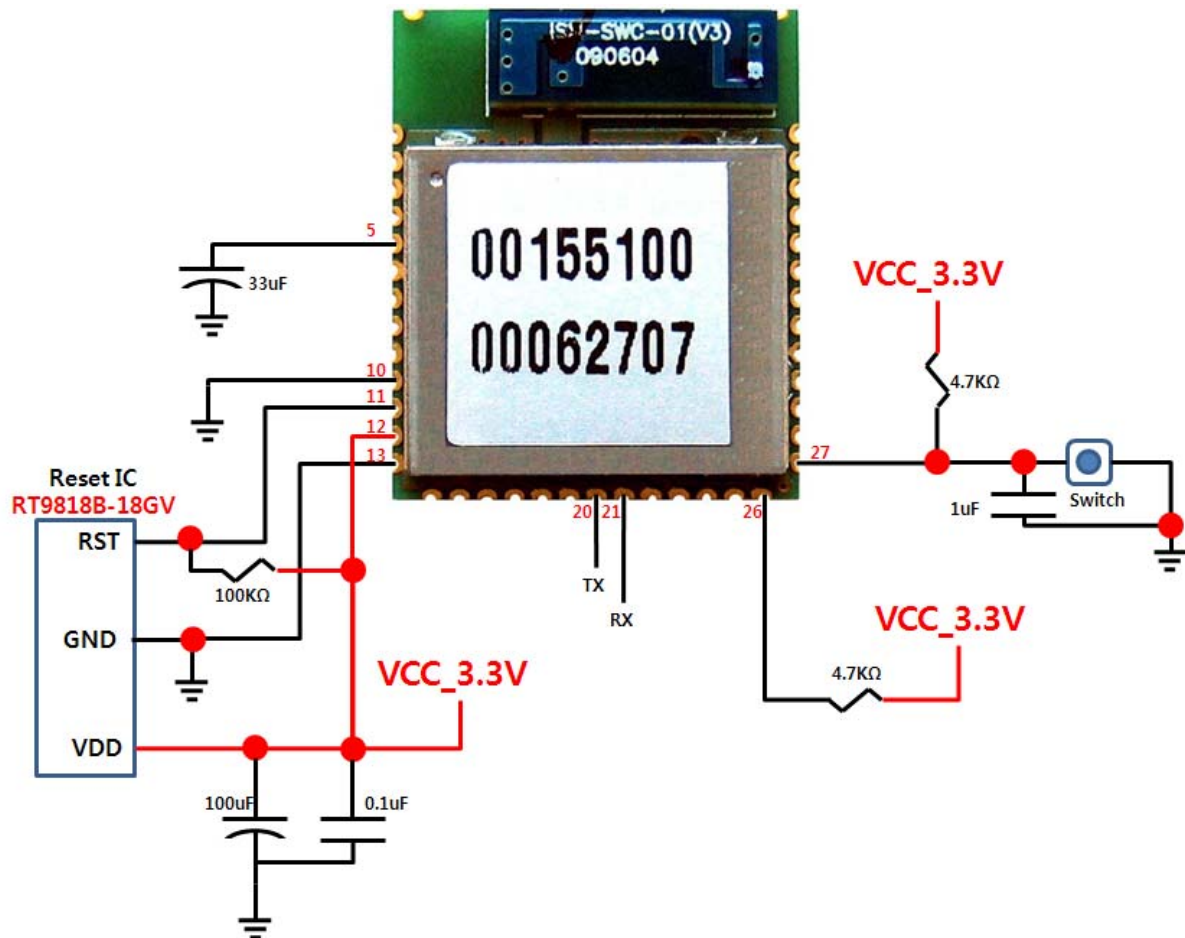 ISM-SWC-01(V3)
090604
5
33uF
00155100
00062707
VCC_3.3V
4.7KΩ
10
11
12
13
27
Switch
1uF
Reset IC
RT9818B-18GV
RST
100KΩ
GND
VDD
20 21
26
TX
RX
VCC_3.3V
4.7KΩ
VCC_3.3V
100uF
0.1uF